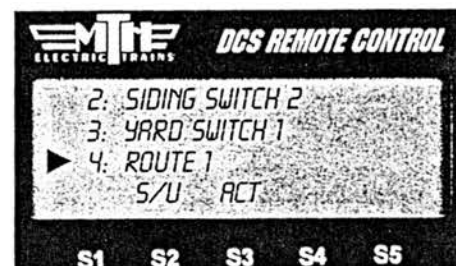 MTH
ELECTRIC TRAINS
DCS REMOTE CONTROL
2: SIDING SWITCH 2
3: YARD SWITCH 1
4: ROUTE 1
S/U ACT
S1 S2 S3 S4 S5